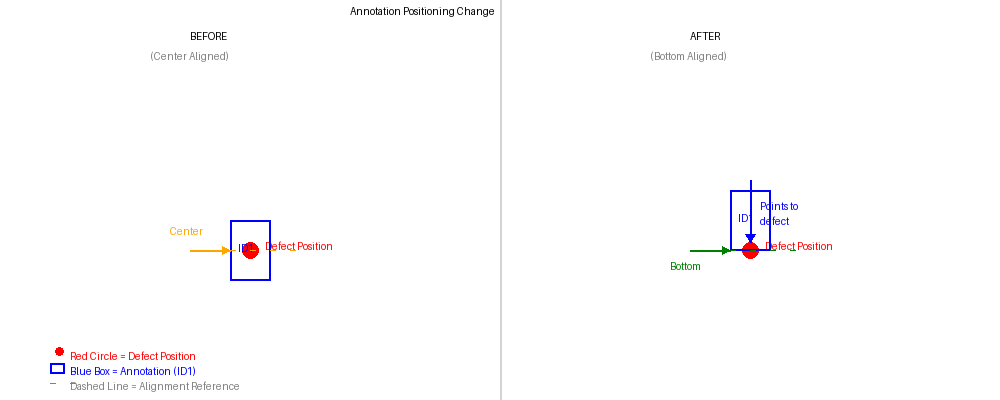 Annotation Positioning Change
BEFORE
(Center Aligned)
Center
Defect Position
Red Circle = Defect Position
Blue Box = Annotation (ID1)
Dashed Line = Alignment Reference
AFTER
(Bottom Aligned)
Points to
defect
ID1
Defect Position
Bottom